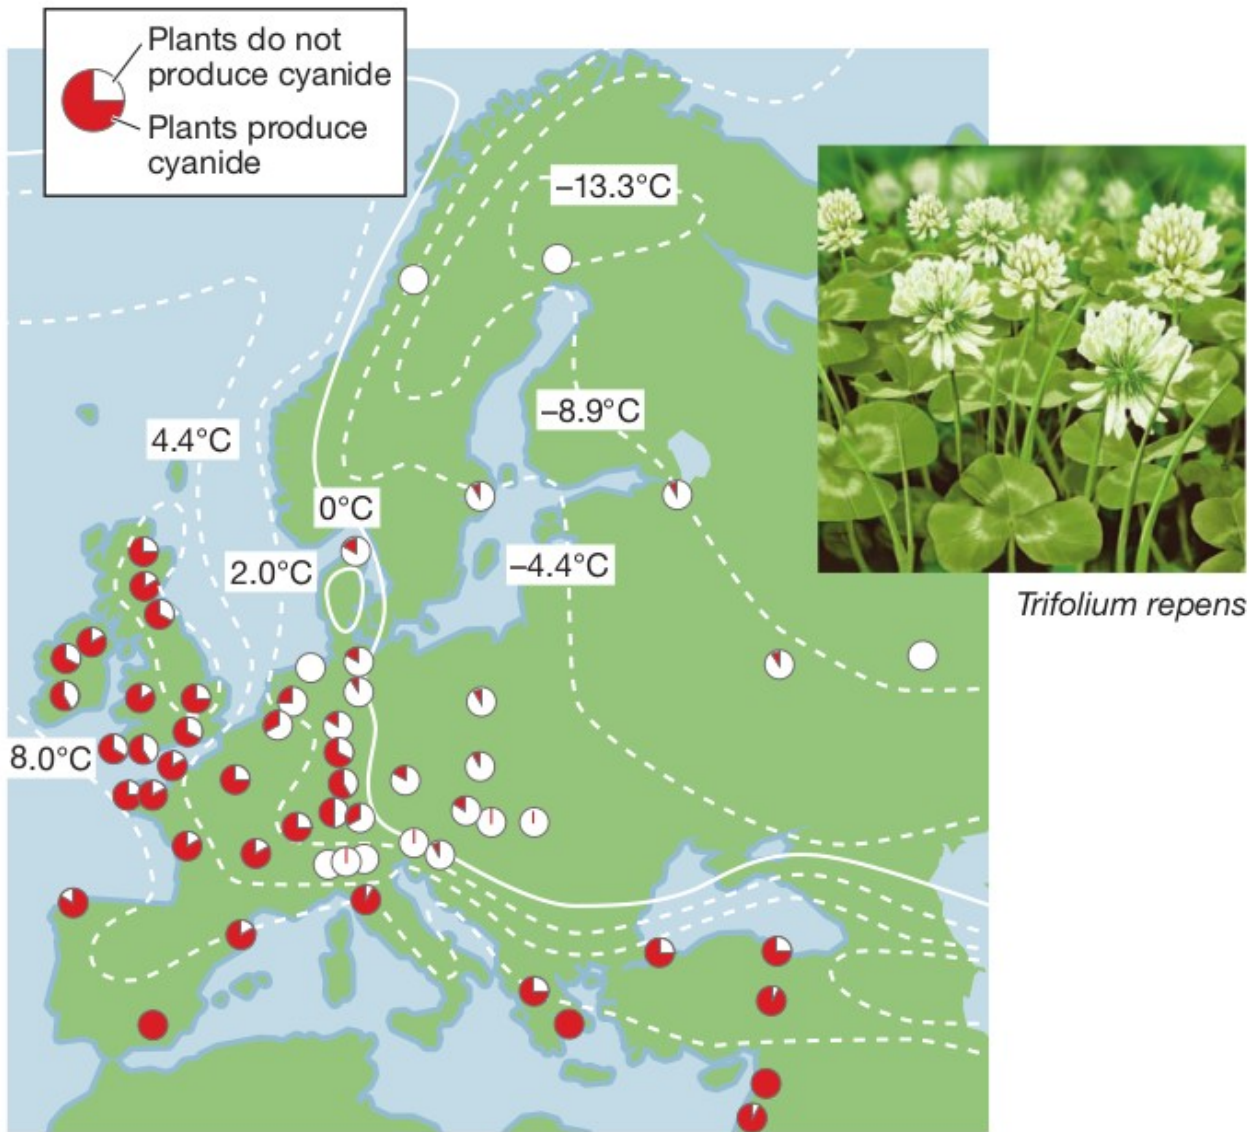 Plants do not
produce cyanide
Plants produce
cyanide
–13.3°C
–8.9°C
4.4°C
0°C
2.0°C
–4.4°C
Trifolium repens
8.0°C